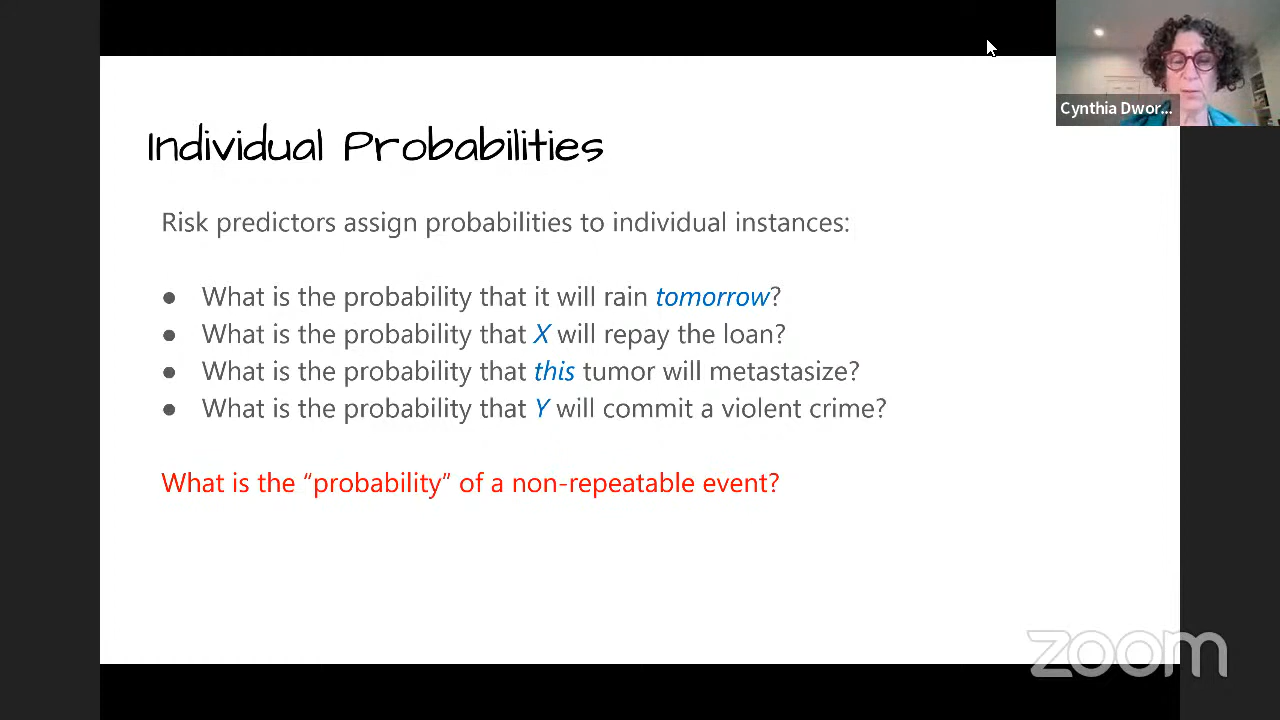 Cynthia Dwor...
Individual Probabilities
Risk predictors assign probabilities to individual instances:
● What is the probability that it will rain tomorrow?
● What is the probability that X will repay the loan?
● What is the probability that this tumor will metastasize?
● What is the probability that Y will commit a violent crime?
What is the “probability” of a non-repeatable event?
zoom